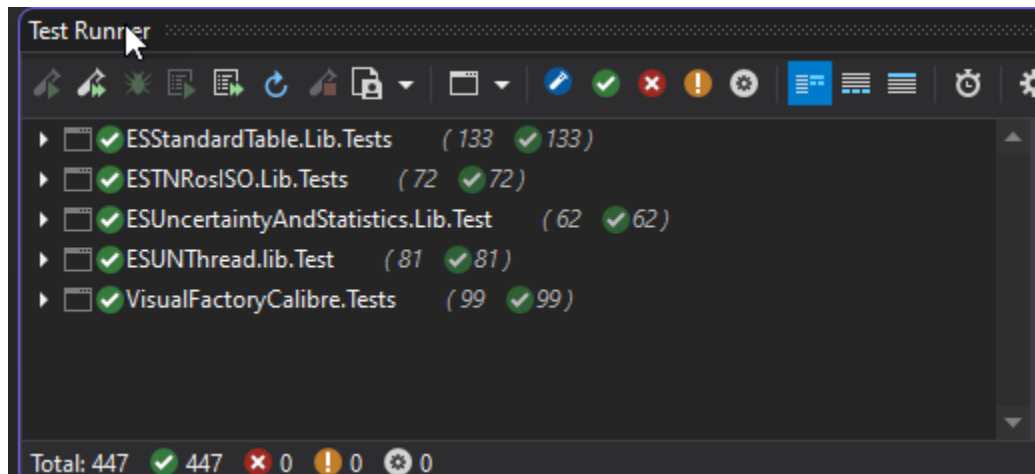 Test Runner
ESStandardTable.Lib.Tests ( 133 133 )
ESTNRosISO.Lib.Tests ( 72 72 )
ESUncertaintyAndStatistics.Lib.Test ( 62 62 )
ESUNThread.lib.Test ( 81 81 )
VisualFactoryCalibre.Tests ( 99 99 )
Total: 447 447 0 0 0